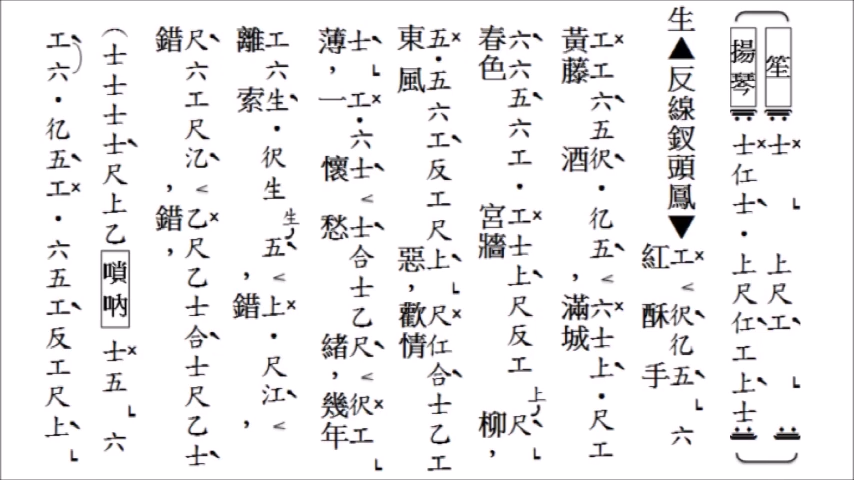 笙 士×、 ∟ 上尺工、 ∟
揚琴 士×仜士、•上尺仜、工上、士
生▲反線釵頭鳳▼
工×<伬、亿五、∟六
紅酥手
工×工六五伬、•亿五、<六×士上、•尺工
黃藤酒，滿城
六、六五、六工•工×士上、尺反工上尺、∟
春色宮牆柳，
五×•五六工、反工尺上、∟尺×仜合、士乙工
東風惡，歡情
士、∟工×•六士、<士、合士乙尺、<伬×工∟
薄，一懷愁緒，幾年
工六生、•伬生生五、<上×•尺江、<
離索，錯，
尺、六工尺氾、<乙×尺乙士合、士尺乙士、
錯，錯，
（士士士士、尺上乙 嗩吶 士×五∟六
工、六）•亿五、工×•六五工、反工尺上、∟